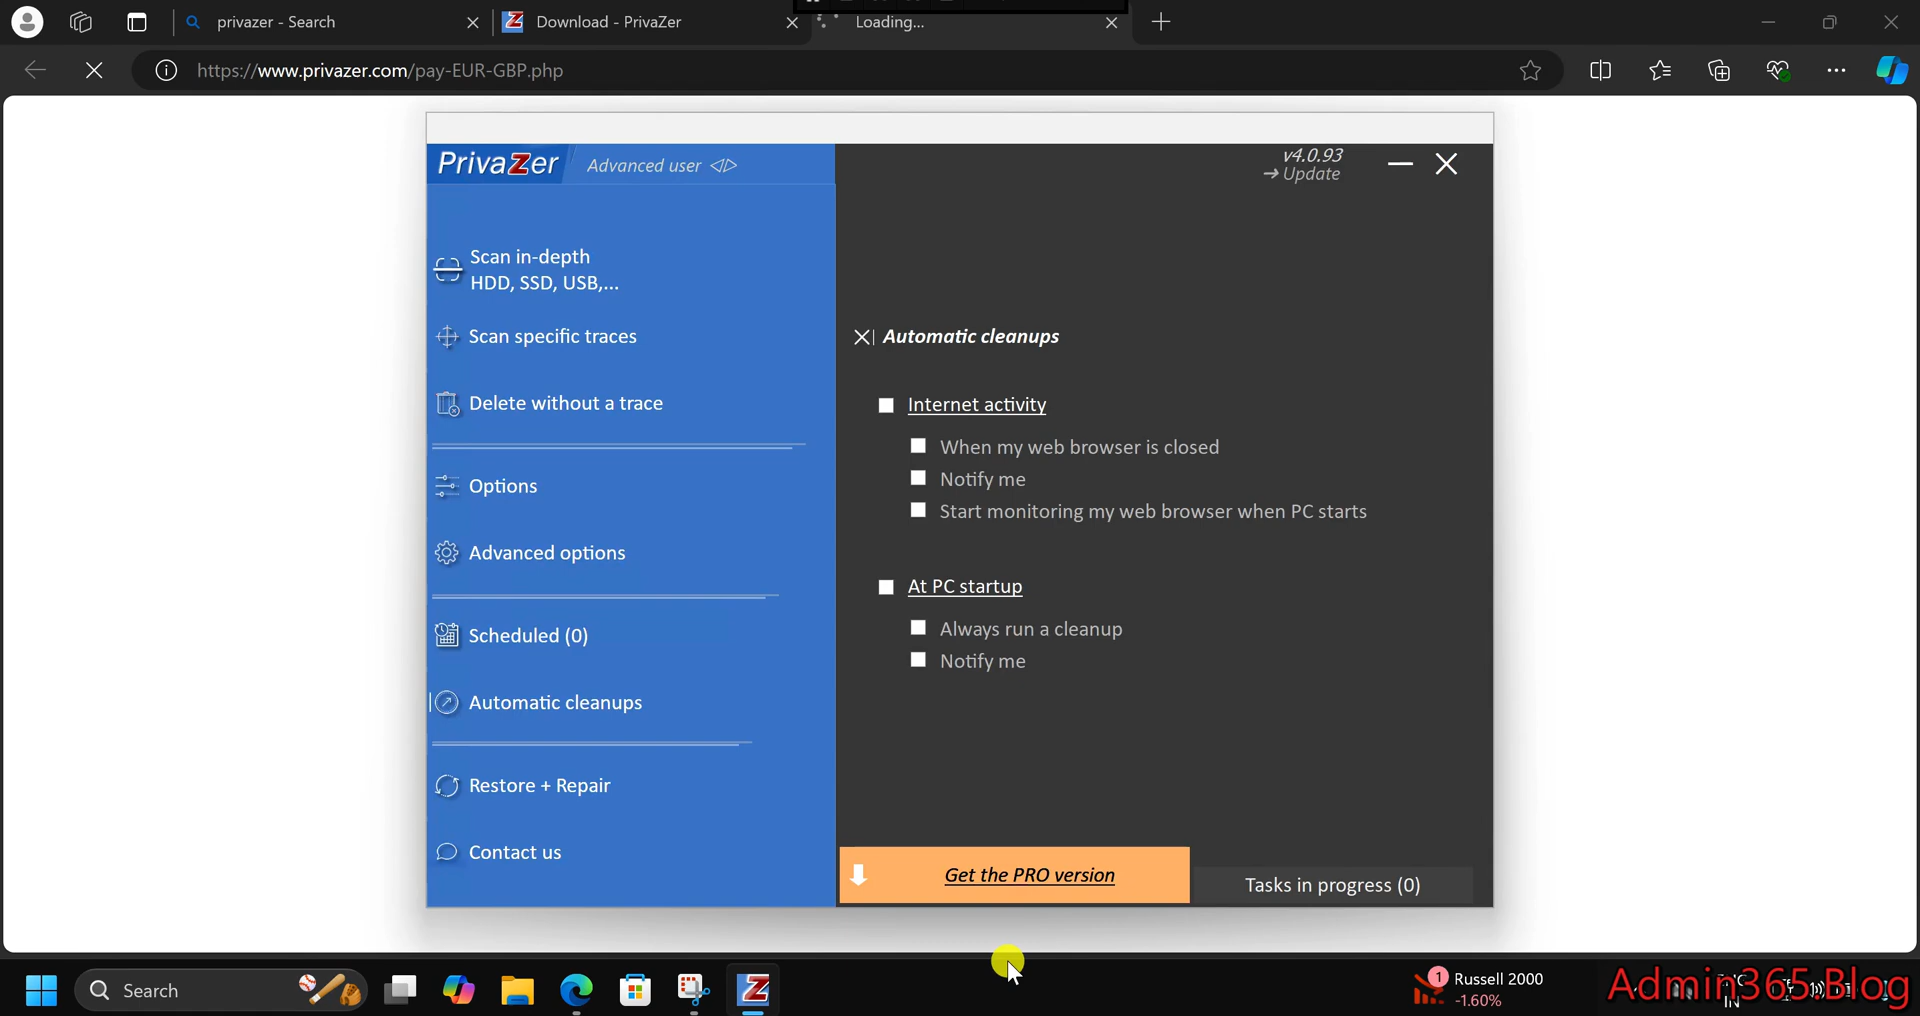 privazer - Search
Download - PrivaZer
Loading...
https://www.privazer.com/pay-EUR-GBP.php
PrivaZer
Advanced user
v4.0.93
→ Update
Scan in-depth
HDD, SSD, USB,...
Scan specific traces
Delete without a trace
Options
Advanced options
Scheduled (0)
Automatic cleanups
Restore + Repair
Contact us
Automatic cleanups
Internet activity
When my web browser is closed
Notify me
Start monitoring my web browser when PC starts
At PC startup
Always run a cleanup
Notify me
Get the PRO version
Tasks in progress (0)
Search
1
Russell 2000
-1.60%
Admin365.Blog
IN